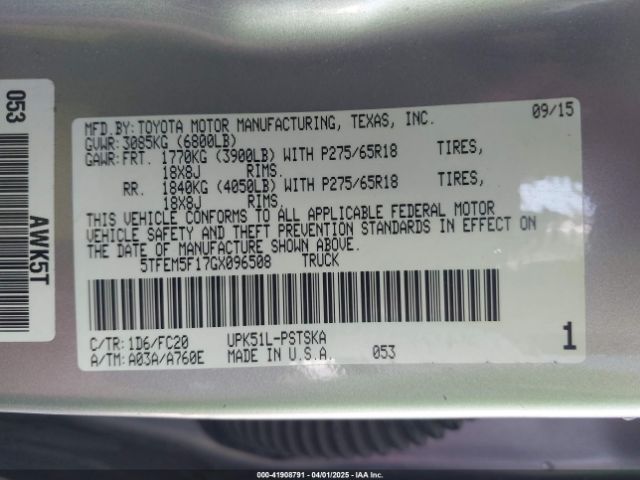 053
AWK5T
09/15
MFD.BY:TOYOTA MOTOR MANUFACTURING, TEXAS, INC.
GVWR:3085KG (6800LB)
GAWR:FRT. 1770KG (3900LB) WITH P275/65R18 TIRES,
18X8J RIMS.
RR. 1840KG (4050LB) WITH P275/65R18 TIRES,
18X8J RIMS.
THIS VEHICLE CONFORMS TO ALL APPLICABLE FEDERAL MOTOR
VEHICLE SAFETY AND THEFT PREVENTION STANDARDS IN EFFECT ON
THE DATE OF MANUFACTURE SHOWN ABOVE.
5TFEM5F17GX096508 TRUCK
C/TR:1D6/FC20 UPK51L-PSTSKA
A/TM:A03A/A760E MADE IN U.S.A. 053 1
000-41908791 - 04/01/2025 - IAA Inc.